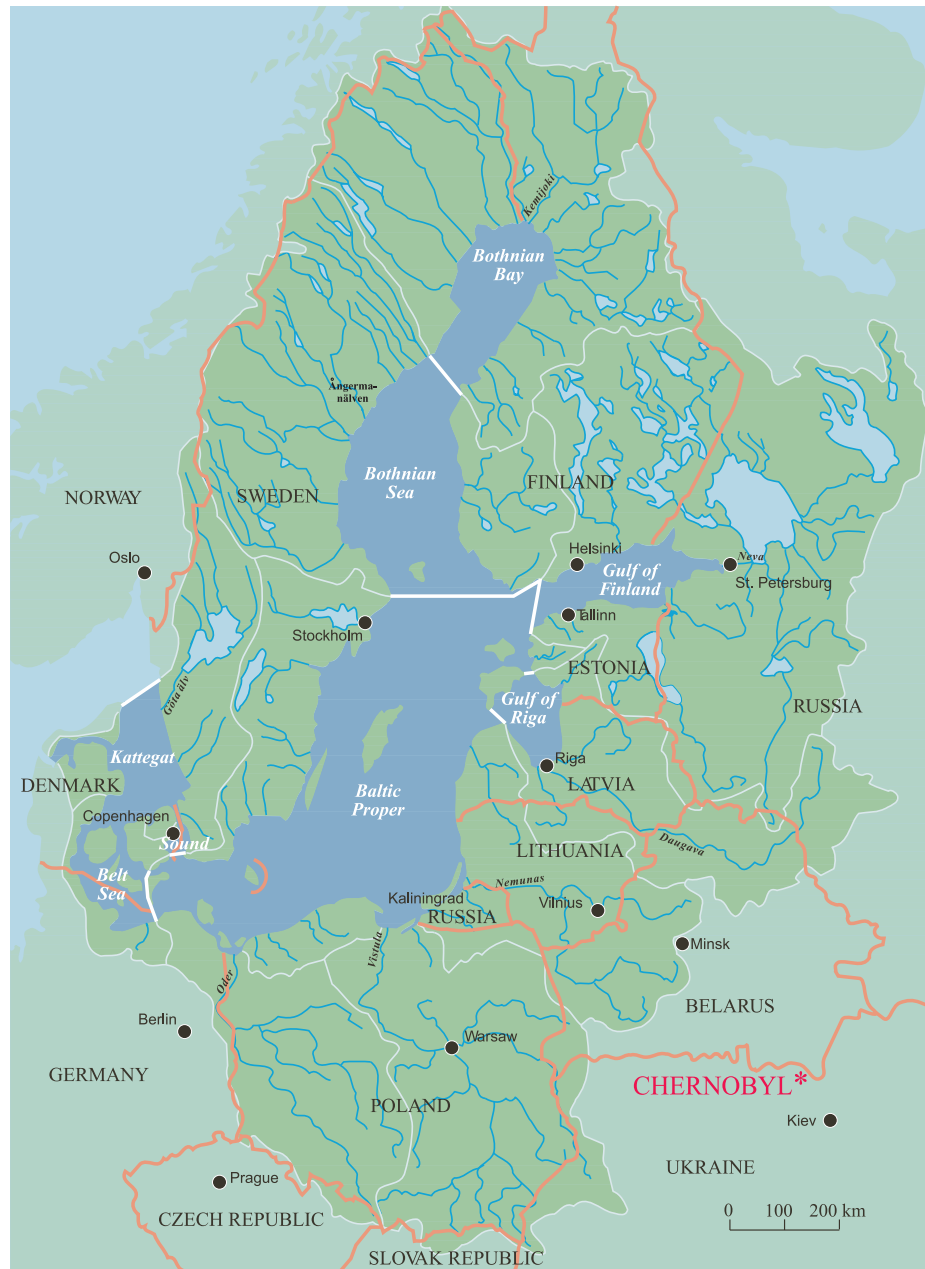 Kemijoki
Bothnian
Bay
Ångerma-
nälven
Bothnian
Sea
NORWAY
SWEDEN
FINLAND
Oslo
Helsinki
Neva
Gulf of
Finland
St. Petersburg
Stockholm
Tallinn
ESTONIA
Göta älv
Gulf of
Riga
RUSSIA
Kattegat
Riga
DENMARK
LATVIA
Baltic
Proper
Copenhagen
Sound
Daugava
LITHUANIA
Belt
Sea
Nemunas
Kaliningrad
RUSSIA
Vilnius
Vistula
Minsk
Oder
BELARUS
Berlin
Warsaw
GERMANY
CHERNOBYL*
POLAND
Kiev
UKRAINE
Prague
CZECH REPUBLIC
0 100 200 km
SLOVAK REPUBLIC